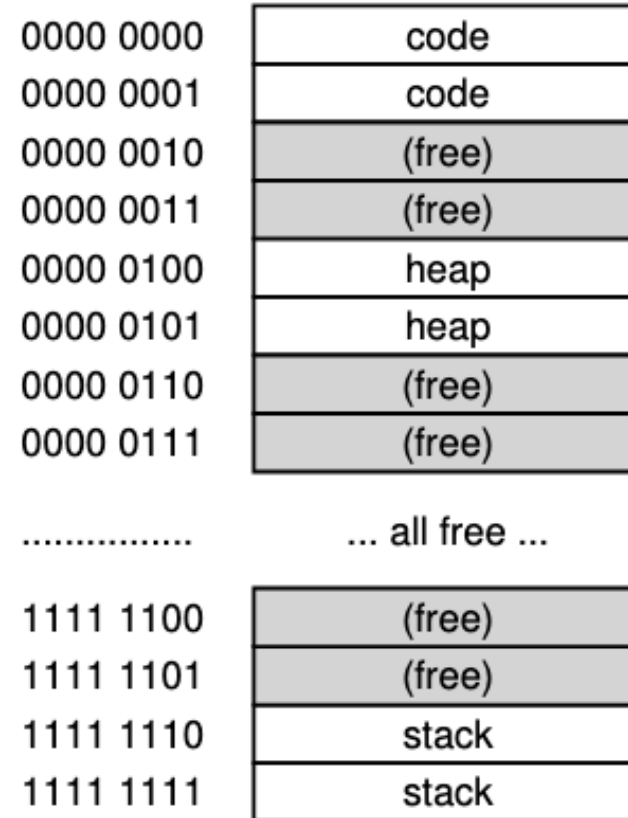 0000 0000 code
0000 0001 code
0000 0010 (free)
0000 0011 (free)
0000 0100 heap
0000 0101 heap
0000 0110 (free)
0000 0111 (free)
................ ... all free ...
1111 1100 (free)
1111 1101 (free)
1111 1110 stack
1111 1111 stack